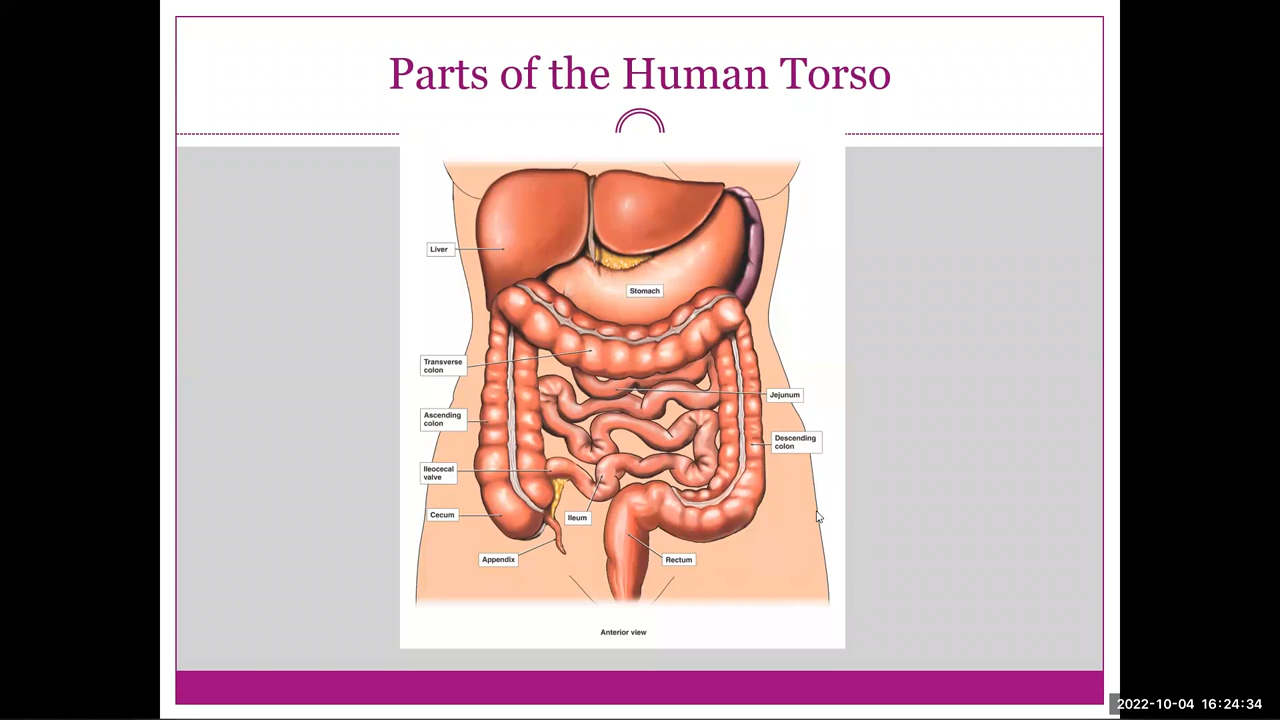 Parts of the Human Torso
Liver
Stomach
Transverse
colon
Jejunum
Ascending
colon
Descending
colon
Ileocecal
valve
Cecum
Ileum
Appendix
Rectum
Anterior view
2022-10-04 16:24:34